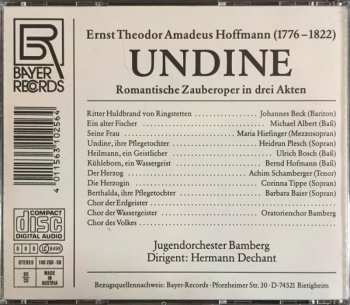 BAYER
RECORDS
4 011563 102564
COMPACT
disc
DIGITAL AUDIO
D D D
STEREO
MADE IN
AUSTRIA
Ernst Theodor Amadeus Hoffmann (1776–1822)
UNDINE
Romantische Zauberoper in drei Akten
Ritter Huldbrand von Ringstetten Johannes Beck (Bariton)
Ein alter Fischer Michael Albert (Baß)
Seine Frau Maria Hiefinger (Mezzosopran)
Undine, ihre Pflegetochter Heidrun Plesch (Sopran)
Heilmann, ein Geistlicher Ulrich Bosch (Baß)
Kühleborn, ein Wassergeist Bernd Hofmann (Baß)
Der Herzog Achim Schamberger (Tenor)
Die Herzogin Corinna Tippe (Sopran)
Berthalda, ihre Pflegetochter Barbara Baier (Sopran)
Chor der Erdgeister
Chor der Wassergeister Oratorienchor Bamberg
Chor des Volkes
Jugendorchester Bamberg
Dirigent: Hermann Dechant
Bezugsquellennachweis: Bayer-Records · Pforzheimer Str. 30 · D-74321 Bietigheim